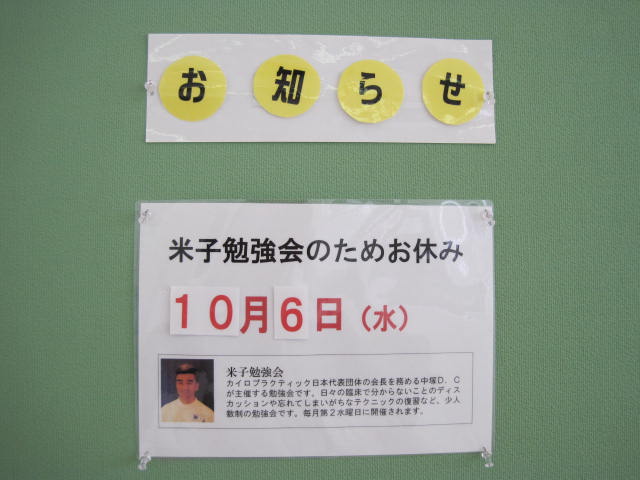 お知らせ
米子勉強会のためお休み
10月6日（水）
米子勉強会
カイロプラクティック日本代表団体の会長を務める中塚D．C
が主催する勉強会です。日々の臨床で分からないことのディス
カッションや忘れてしまいがちなテクニックの復習など、少人
数制の勉強会です。毎月第２水曜日に開催されます。